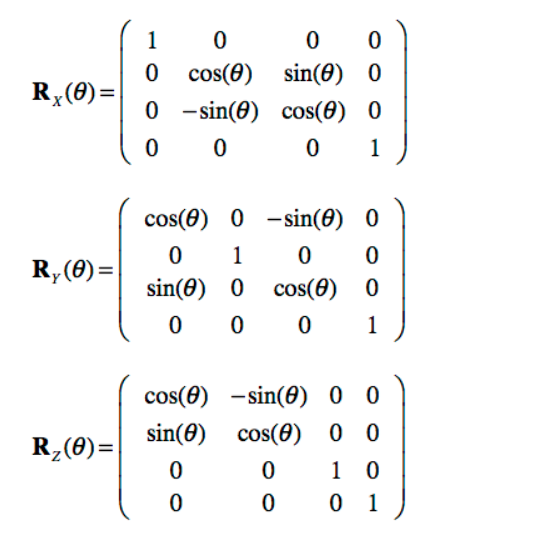 1 0 0 0
0 cos(θ) sin(θ) 0
R_X(θ)=
0 −sin(θ) cos(θ) 0
0 0 0 1
cos(θ) 0 −sin(θ) 0
0 1 0 0
R_Y(θ)=
sin(θ) 0 cos(θ) 0
0 0 0 1
cos(θ) −sin(θ) 0 0
sin(θ) cos(θ) 0 0
R_Z(θ)=
0 0 1 0
0 0 0 1